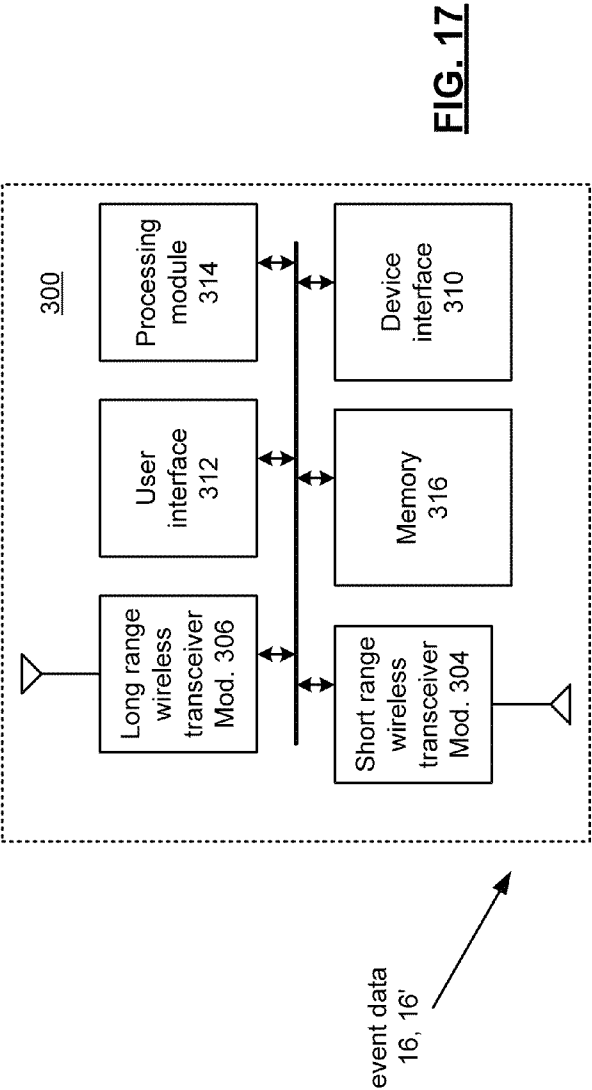 300
Long range
wireless
transceiver
Mod. 306
User
interface
312
Processing
module
314
Short range
wireless
transceiver
Mod. 304
Memory
316
Device
interface
310
event data
16, 16'
FIG. 17